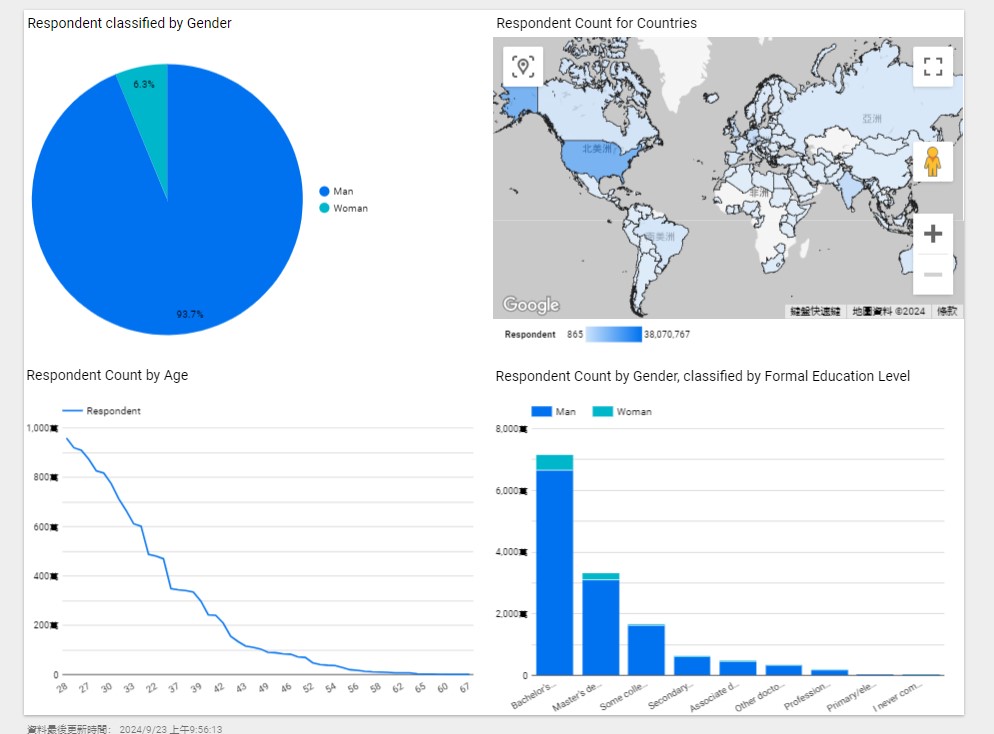 Respondent classified by Gender
6.3%
93.7%
Man
Woman
Respondent Count for Countries
北美洲
亞洲
非洲
南美洲
Google
鍵盤快速鍵 地圖資料 ©2024 條款
Respondent 865 38,070,767
Respondent Count by Age
Respondent
1,000萬
800萬
600萬
400萬
200萬
0
28 27 30 33 22 37 39 42 43 49 46 52 54 56 58 62 65 60 67
Respondent Count by Gender, classified by Formal Education Level
Man Woman
8,000萬
6,000萬
4,000萬
2,000萬
0
Bachelor's... Master's de... Some colle... Secondary... Associate d... Other docto... Profession... Primary/ele... I never com...
資料最後更新時間: 2024/9/23 上午9:56:13